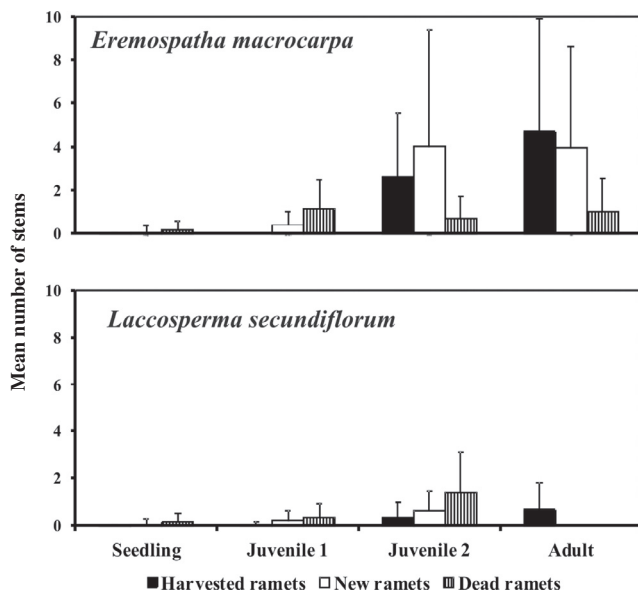 10
Eremospatha macrocarpa
8
6
4
2
0
Mean number of stems
10
Laccosperma secundiflorum
8
6
4
2
0
Seedling Juvenile 1 Juvenile 2 Adult
Harvested ramets New ramets Dead ramets